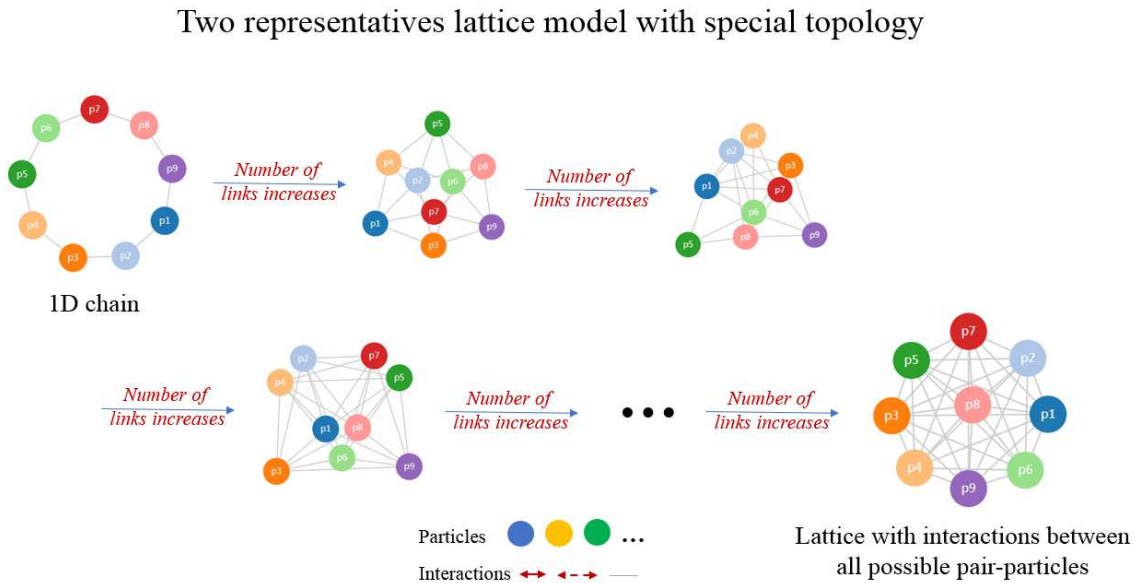 Two representatives lattice model with special topology
p7
p6
p8
p5
p9
p4
p1
p3
p2
1D chain
Number of
links increases
p5
p4
p8
p2
p6
p7
p1
p9
p3
Number of
links increases
p4
p2
p3
p1
p7
p6
p5
p8
p9
Number of
links increases
p2
p7
p4
p5
p1
p8
p6
p3
p9
Number of
links increases
•••
Number of
links increases
p7
p5
p2
p8
p3
p1
p4
p6
p9
Lattice with interactions between
all possible pair-particles
Particles ...
Interactions